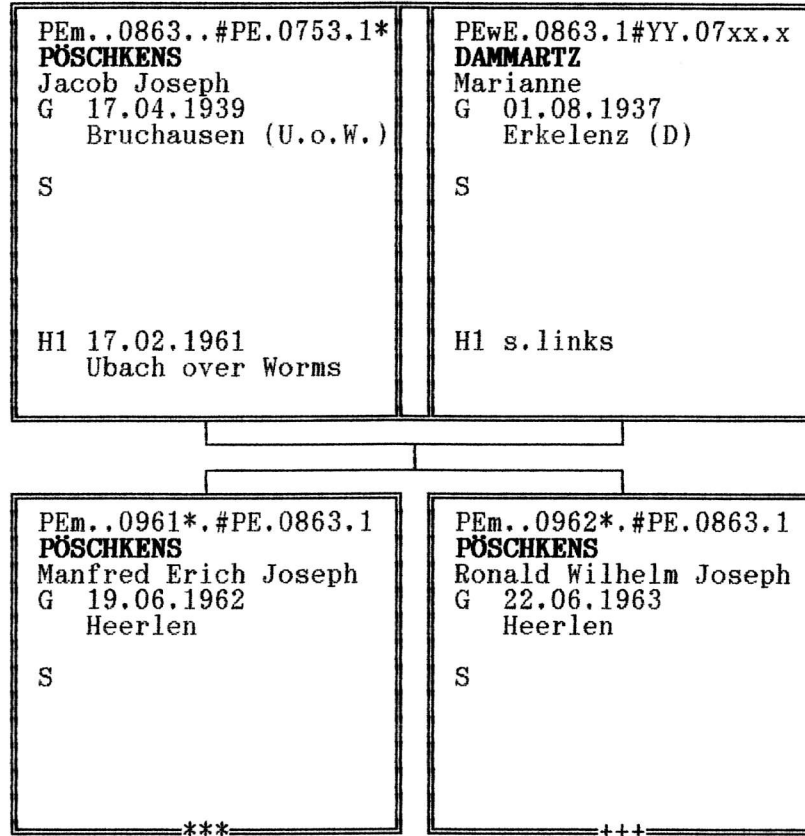 PEm..0863..#PE.0753.1*
PÖSCHKENS
Jacob Joseph
G 17.04.1939
Bruchausen (U.o.W.)
S
H1 17.02.1961
Ubach over Worms
PEwE.0863.1#YY.07xx.x
DAMMARTZ
Marianne
G 01.08.1937
Erkelenz (D)
S
H1 s.links
PEm..0961*.#PE.0863.1
PÖSCHKENS
Manfred Erich Joseph
G 19.06.1962
Heerlen
S
***
PEm..0962*.#PE.0863.1
PÖSCHKENS
Ronald Wilhelm Joseph
G 22.06.1963
Heerlen
S
+++